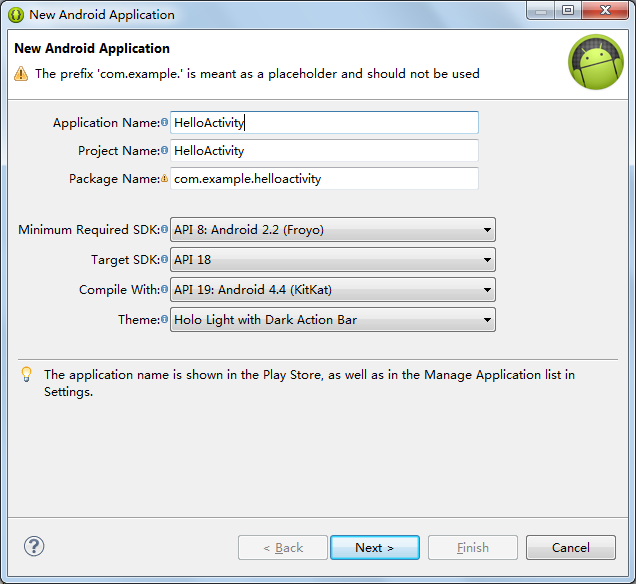 New Android Application
New Android Application
The prefix 'com.example.' is meant as a placeholder and should not be used
Application Name: HelloActivity
Project Name: HelloActivity
Package Name: com.example.helloactivity
Minimum Required SDK: API 8: Android 2.2 (Froyo)
Target SDK: API 18
Compile With: API 19: Android 4.4 (KitKat)
Theme: Holo Light with Dark Action Bar
The application name is shown in the Play Store, as well as in the Manage Application list in
Settings.
? < Back Next > Finish Cancel